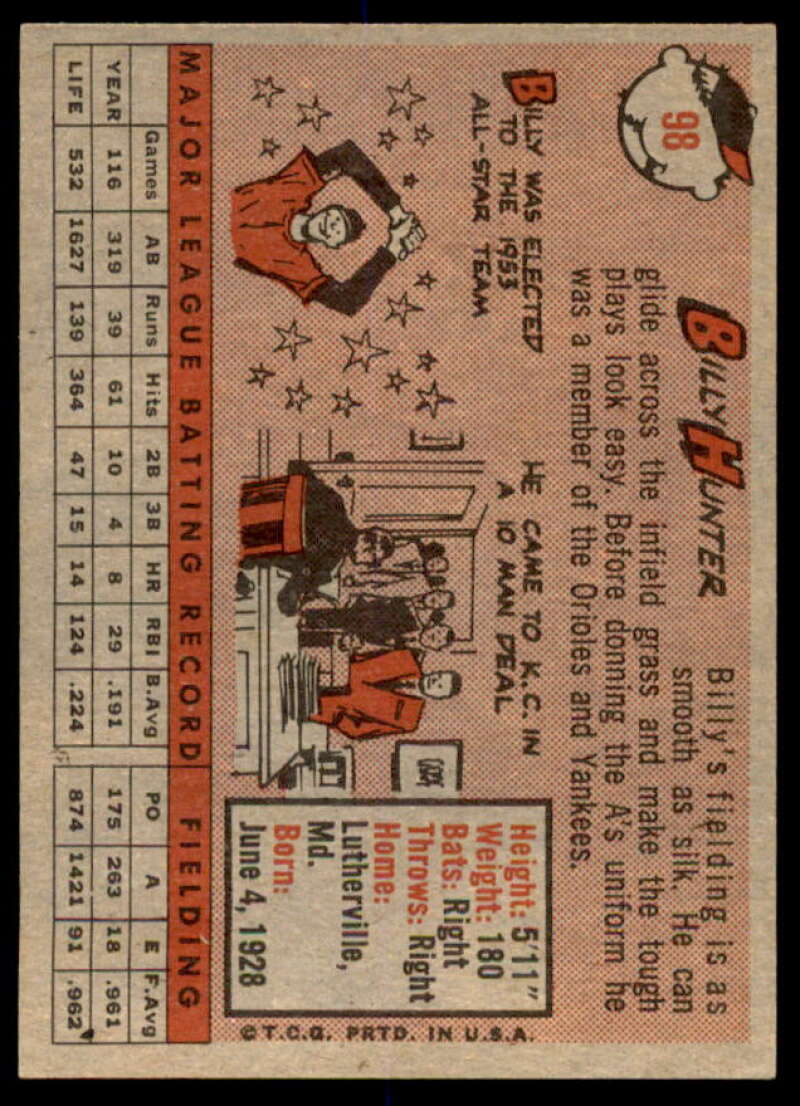 98
BILLY HUNTER
Billy's fielding is as
smooth as silk. He can
glide across the infield grass and make the tough
plays look easy. Before donning the A's uniform he
was a member of the Orioles and Yankees.
BILLY WAS ELECTED
TO THE 1953
ALL-STAR TEAM
HE CAME TO K.C. IN
A 10 MAN DEAL
Height: 5'11"
Weight: 180
Bats: Right
Throws: Right
Home:
Lutherville,
Md.
Born:
June 4, 1928
© T.C.G. PRTD. IN U.S.A.
MAJOR LEAGUE BATTING RECORD FIELDING
Games AB Runs Hits 2B 3B HR RBI B.Avg PO A E F.Avg
YEAR 116 319 39 61 10 4 8 29 .191 175 263 18 .961
LIFE 532 1627 139 364 47 15 14 124 .224 874 1421 91 .962